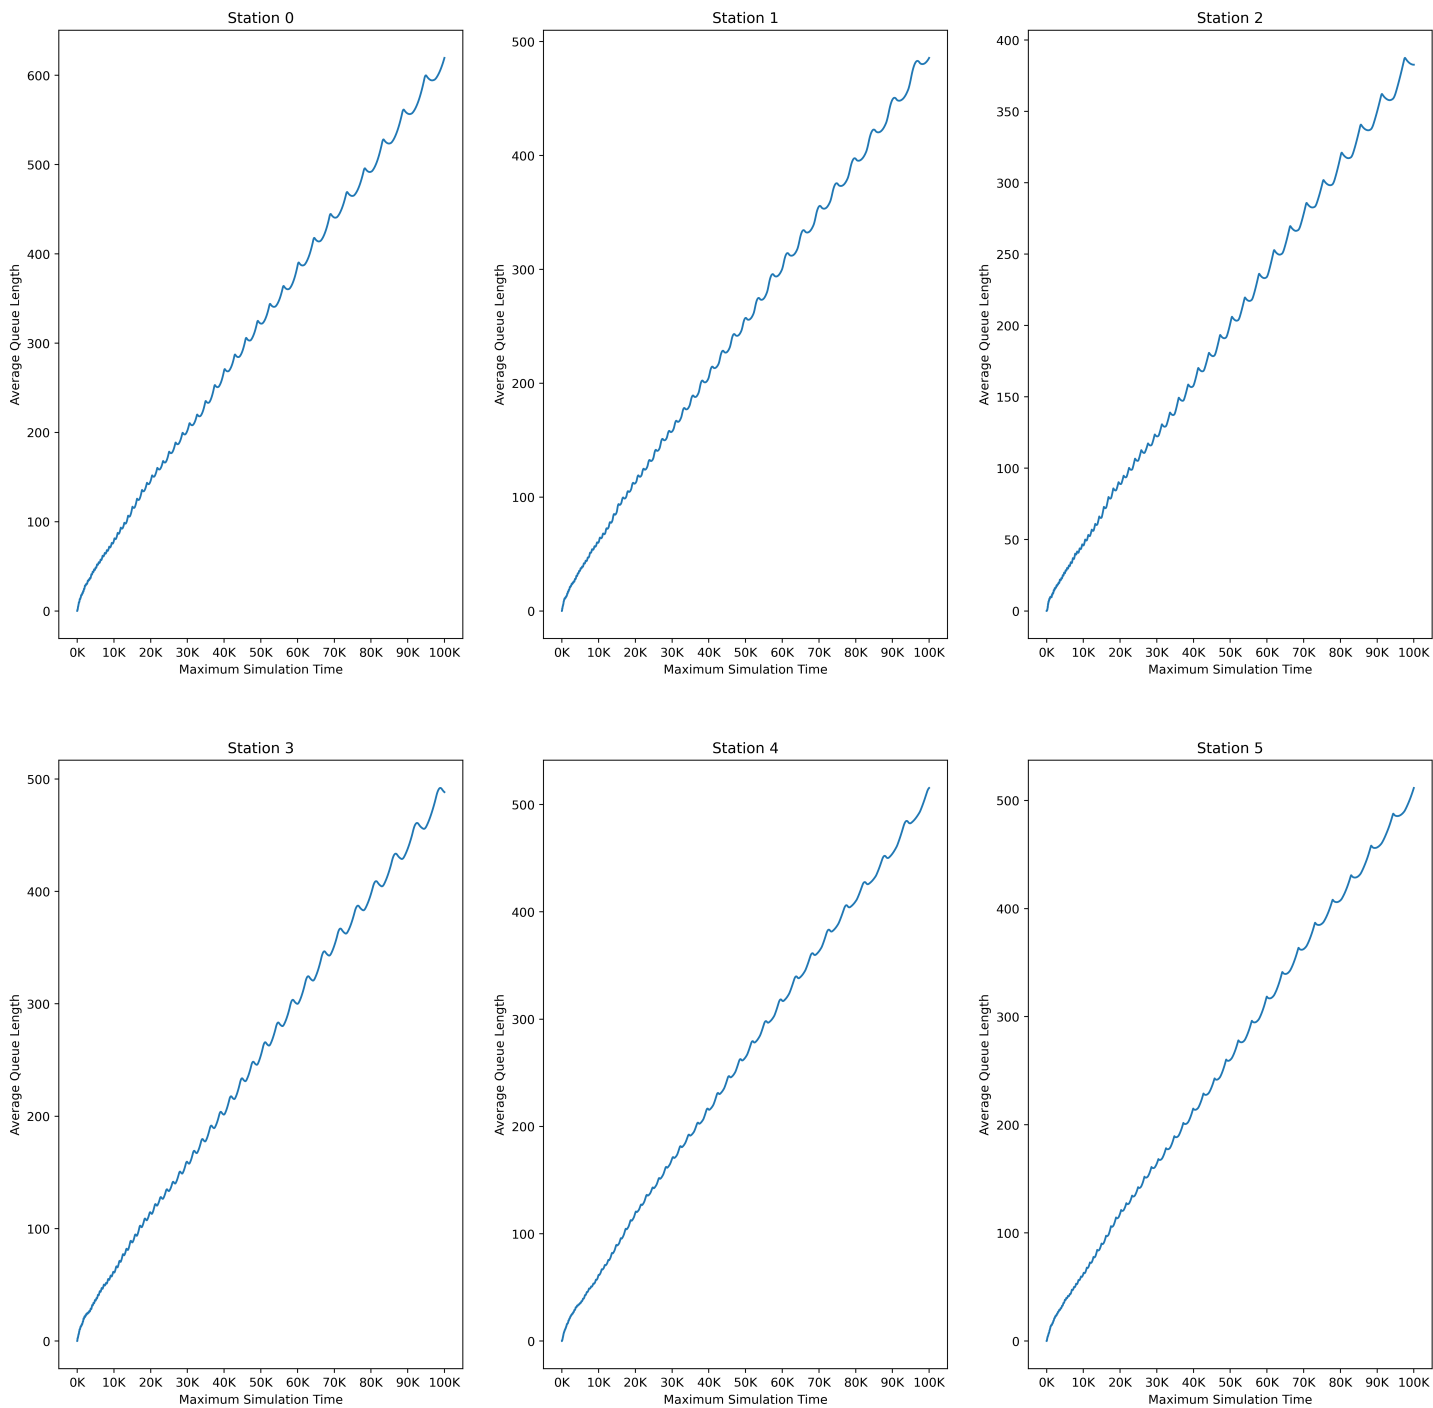 Station 0
Station 1
Station 2
600
500
400
300
200
100
0
Average Queue Length
0K 10K 20K 30K 40K 50K 60K 70K 80K 90K 100K
Maximum Simulation Time
500
400
300
200
100
0
Average Queue Length
0K 10K 20K 30K 40K 50K 60K 70K 80K 90K 100K
Maximum Simulation Time
400
350
300
250
200
150
100
50
0
Average Queue Length
0K 10K 20K 30K 40K 50K 60K 70K 80K 90K 100K
Maximum Simulation Time
Station 3
Station 4
Station 5
500
400
300
200
100
0
Average Queue Length
0K 10K 20K 30K 40K 50K 60K 70K 80K 90K 100K
Maximum Simulation Time
500
400
300
200
100
0
Average Queue Length
0K 10K 20K 30K 40K 50K 60K 70K 80K 90K 100K
Maximum Simulation Time
500
400
300
200
100
0
Average Queue Length
0K 10K 20K 30K 40K 50K 60K 70K 80K 90K 100K
Maximum Simulation Time